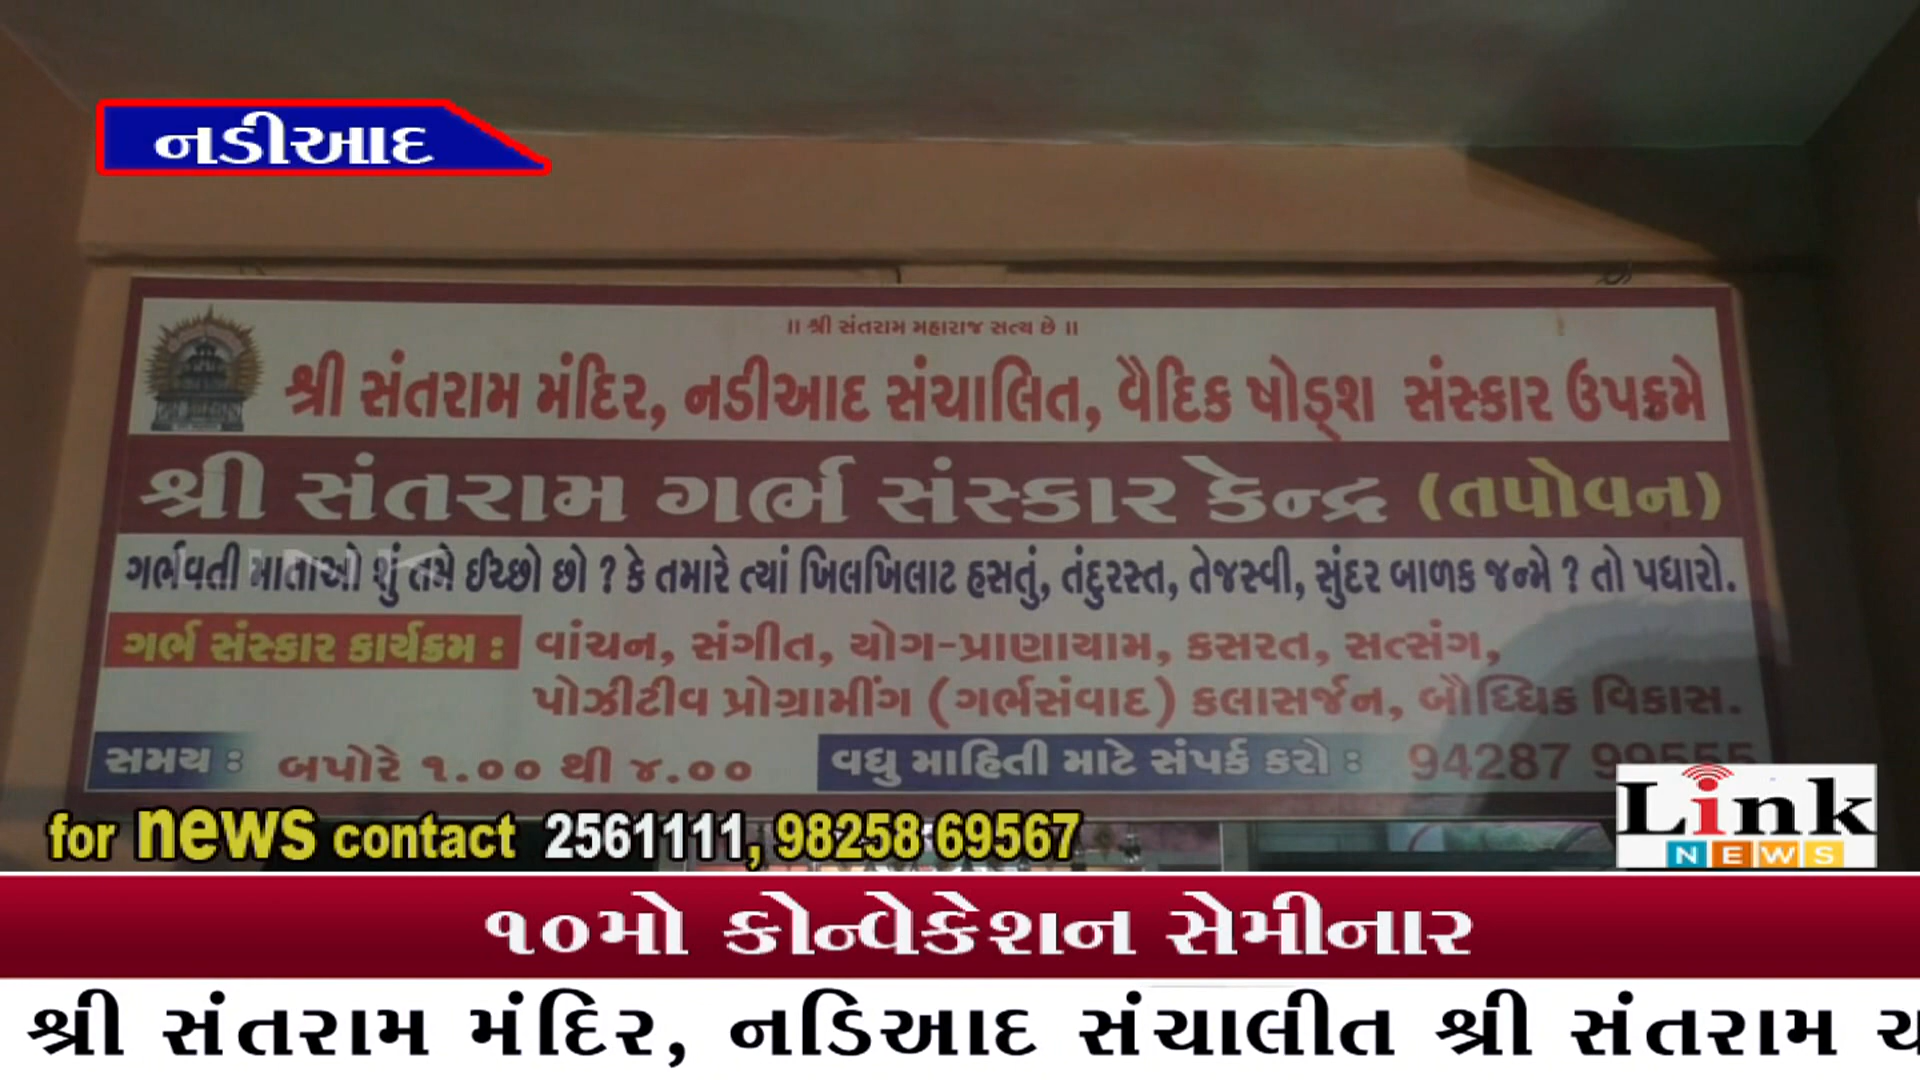 નડીઆદ
॥ શ્રી સંતરામ મહારાજ સત્ય છે ॥
શ્રી સંતરામ મંદિર, નડીઆદ સંચાલિત, વૈદિક ષોડ્શ સંસ્કાર ઉપક્રમે
શ્રી સંતરામ ગર્ભ સંસ્કાર કેન્દ્ર (તપોવન)
ગર્ભવતી માતાઓ શું તમે ઈચ્છો છો ? કે તમારે ત્યાં ખિલખિલાટ હસતું, તંદુરસ્ત, તેજસ્વી, સુંદર બાળક જન્મે ? તો પધારો.
ગર્ભ સંસ્કાર કાર્યક્રમ : વાંચન, સંગીત, યોગ-પ્રાણાયામ, કસરત, સત્સંગ,
પોઝીટીવ પ્રોગ્રામીંગ (ગર્ભસંવાદ) કલાસર્જન, બૌધ્ધિક વિકાસ.
સમય : બપોરે ૧.૦૦ થી ૪.૦૦ વધુ માહિતી માટે સંપર્ક કરો : 94287 99555
for news contact 2561111, 98258 69567
Link
NEWS
૧૦મો કોન્વેકેશન સેમીનાર
શ્રી સંતરામ મંદિર, નડિઆદ સંચાલીત શ્રી સંતરામ